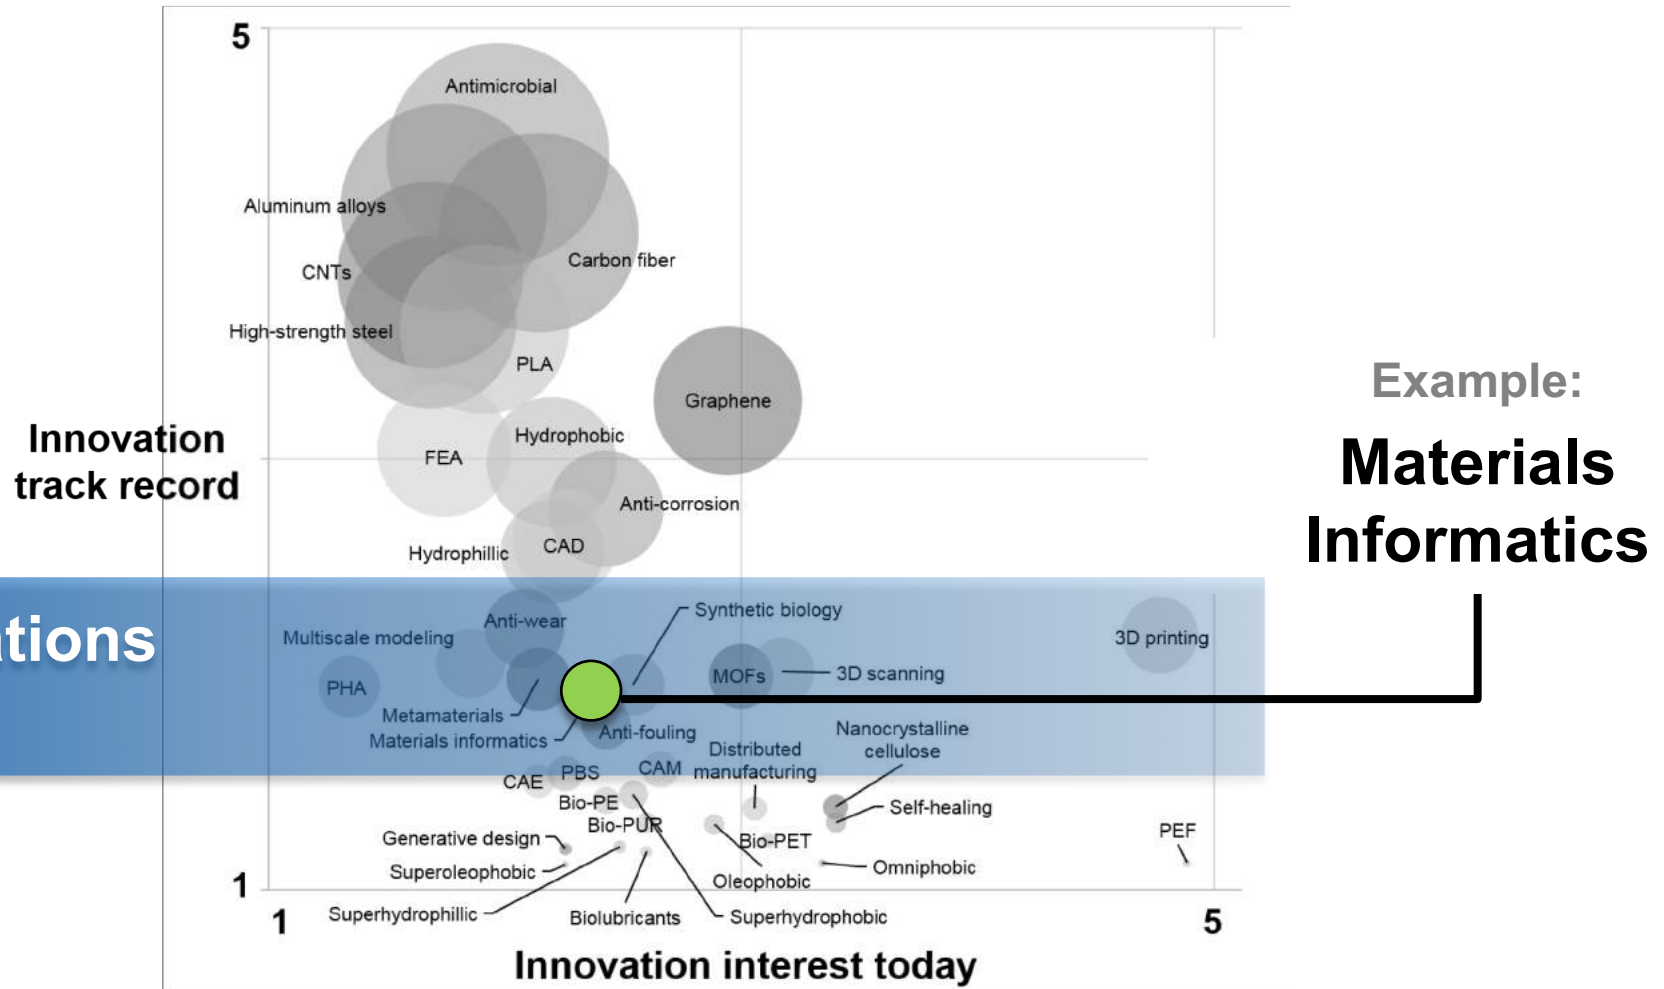 5
Antimicrobial
Aluminum alloys
Carbon fiber
CNTs
High-strength steel
PLA
Example:
Graphene
Materials
Informatics
Innovation
track record
Hydrophobic
FEA
Anti-corrosion
Hydrophillic
CAD
Synthetic biology
Anti-wear
Multiscale modeling
3D printing
MOFs
3D scanning
PHA
Metamaterials
Materials informatics
Anti-fouling
Nanocrystalline
cellulose
Distributed
manufacturing
CAE
PBS
CAM
Bio-PE
Self-healing
Bio-PUR
Generative design
Bio-PET
PEF
Superoleophobic
Omniphobic
Oleophobic
1
Superhydrophillic
Biolubricants
Superhydrophobic
1
5
Innovation interest today